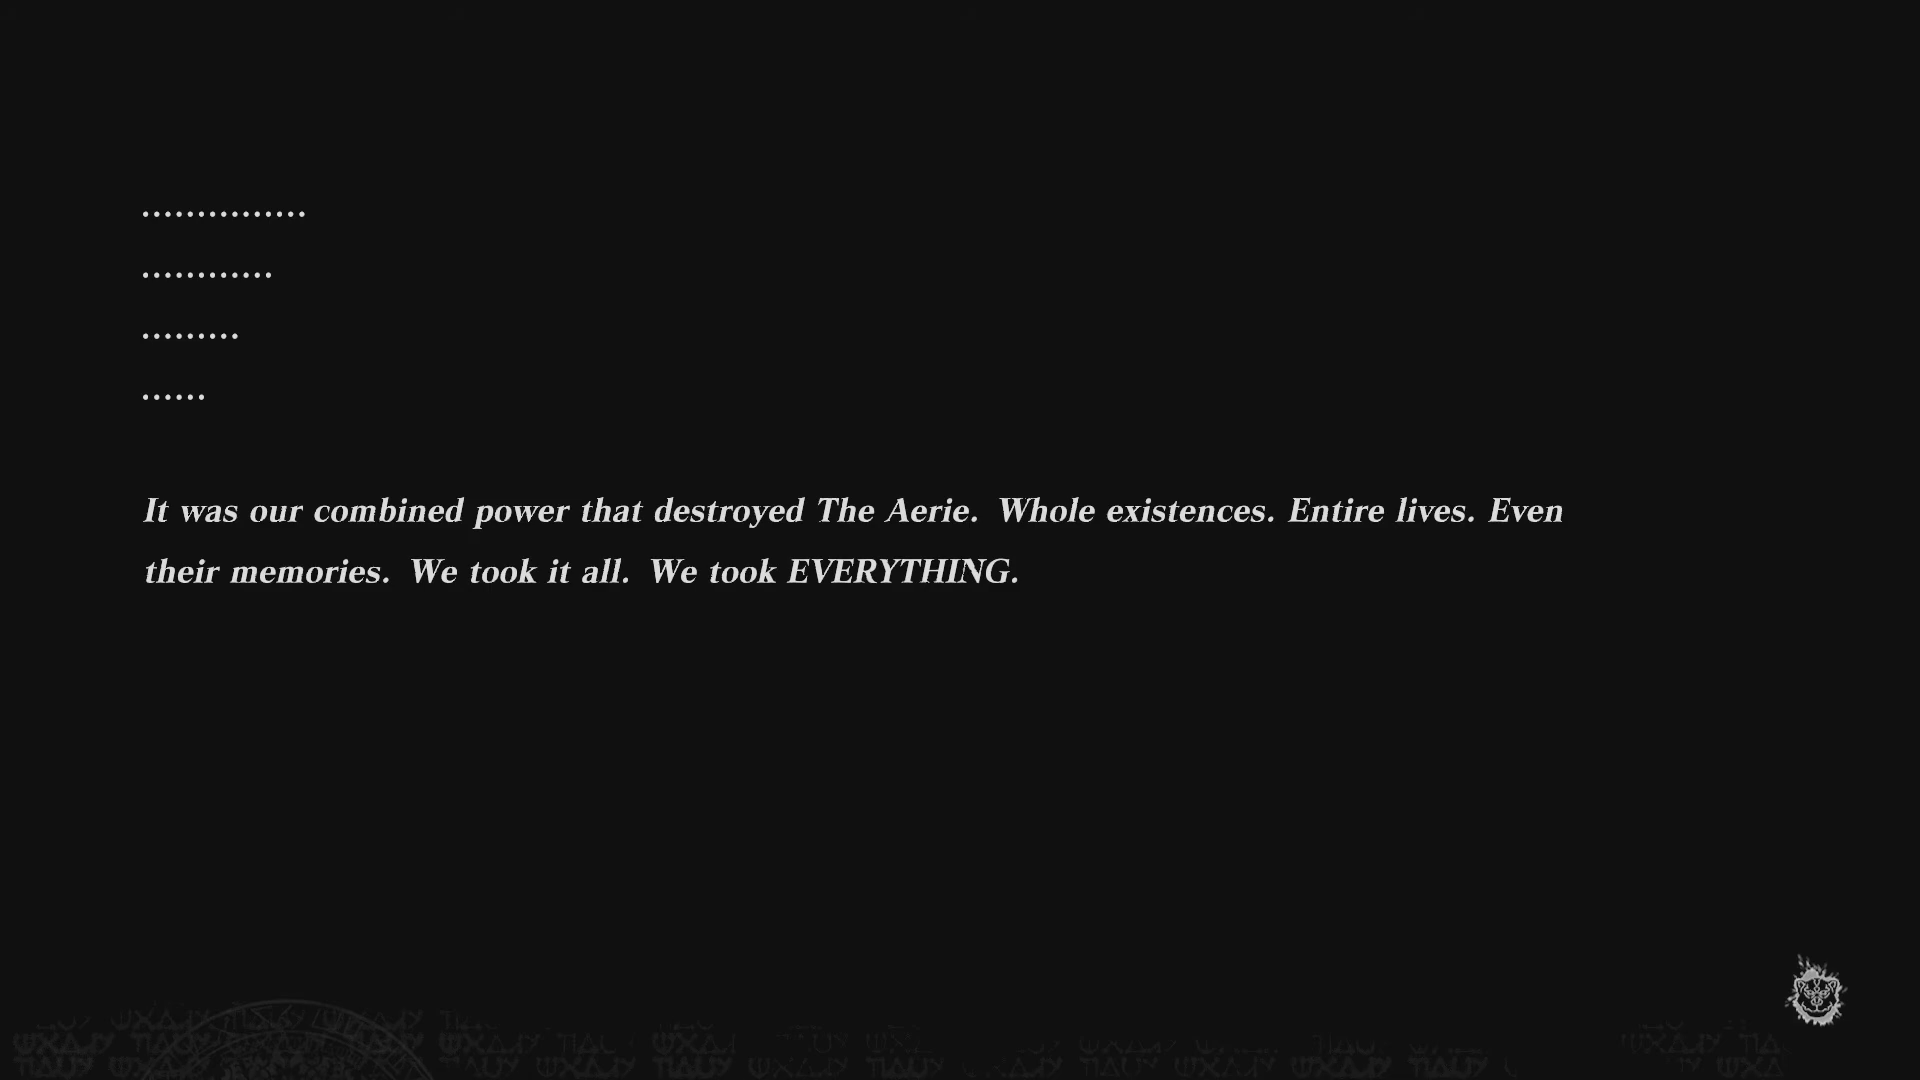 ...............
............
.........
......
It was our combined power that destroyed The Aerie. Whole existences. Entire lives. Even
their memories. We took it all. We took EVERYTHING.